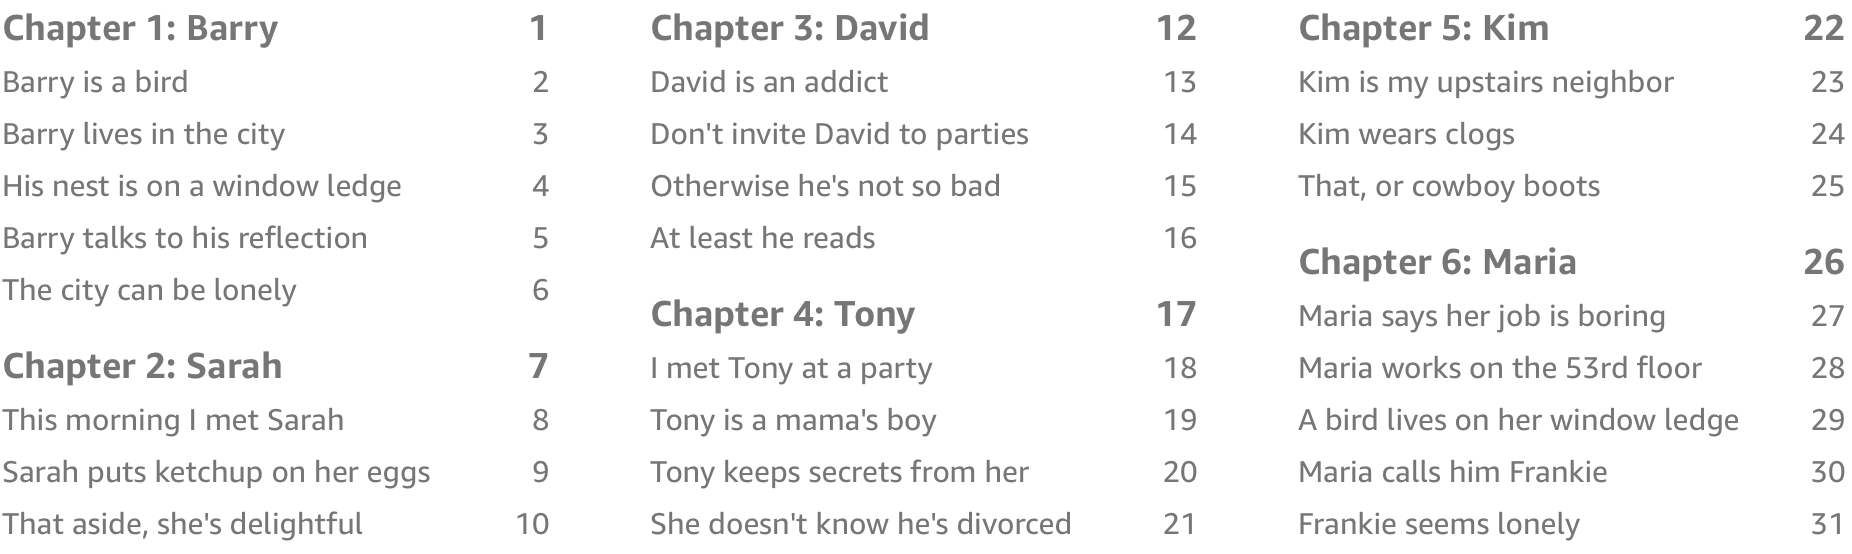 Chapter 1: Barry 1
Barry is a bird 2
Barry lives in the city 3
His nest is on a window ledge 4
Barry talks to his reflection 5
The city can be lonely 6
Chapter 2: Sarah 7
This morning I met Sarah 8
Sarah puts ketchup on her eggs 9
That aside, she's delightful 10
Chapter 3: David 12
David is an addict 13
Don't invite David to parties 14
Otherwise he's not so bad 15
At least he reads 16
Chapter 4: Tony 17
I met Tony at a party 18
Tony is a mama's boy 19
Tony keeps secrets from her 20
She doesn't know he's divorced 21
Chapter 5: Kim 22
Kim is my upstairs neighbor 23
Kim wears clogs 24
That, or cowboy boots 25
Chapter 6: Maria 26
Maria says her job is boring 27
Maria works on the 53rd floor 28
A bird lives on her window ledge 29
Maria calls him Frankie 30
Frankie seems lonely 31